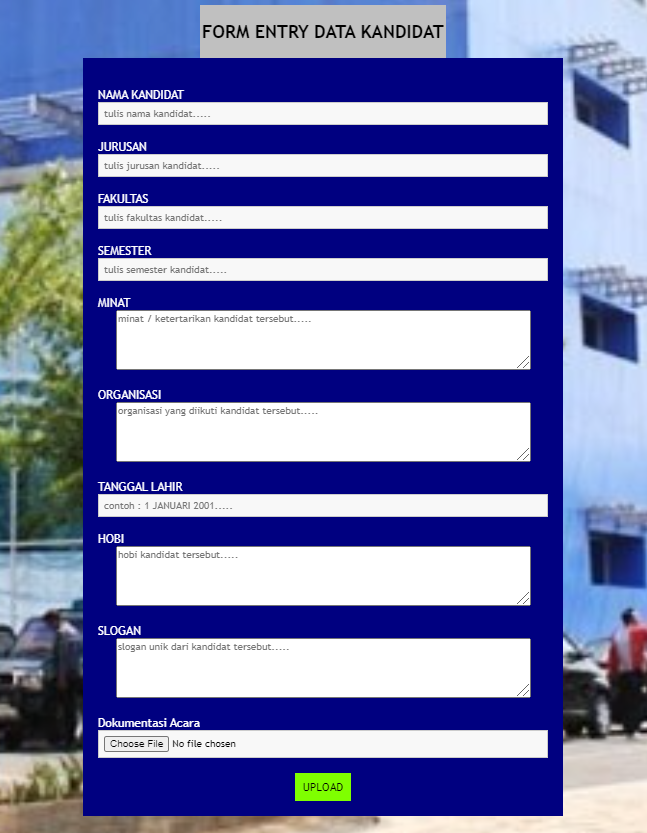 FORM ENTRY DATA KANDIDAT
NAMA KANDIDAT
tulis nama kandidat.....
JURUSAN
tulis jurusan kandidat.....
FAKULTAS
tulis fakultas kandidat.....
SEMESTER
tulis semester kandidat.....
MINAT
minat / ketertarikan kandidat tersebut.....
ORGANISASI
organisasi yang diikuti kandidat tersebut.....
TANGGAL LAHIR
contoh : 1 JANUARI 2001.....
HOBI
hobi kandidat tersebut.....
SLOGAN
slogan unik dari kandidat tersebut.....
Dokumentasi Acara
Choose File No file chosen
UPLOAD